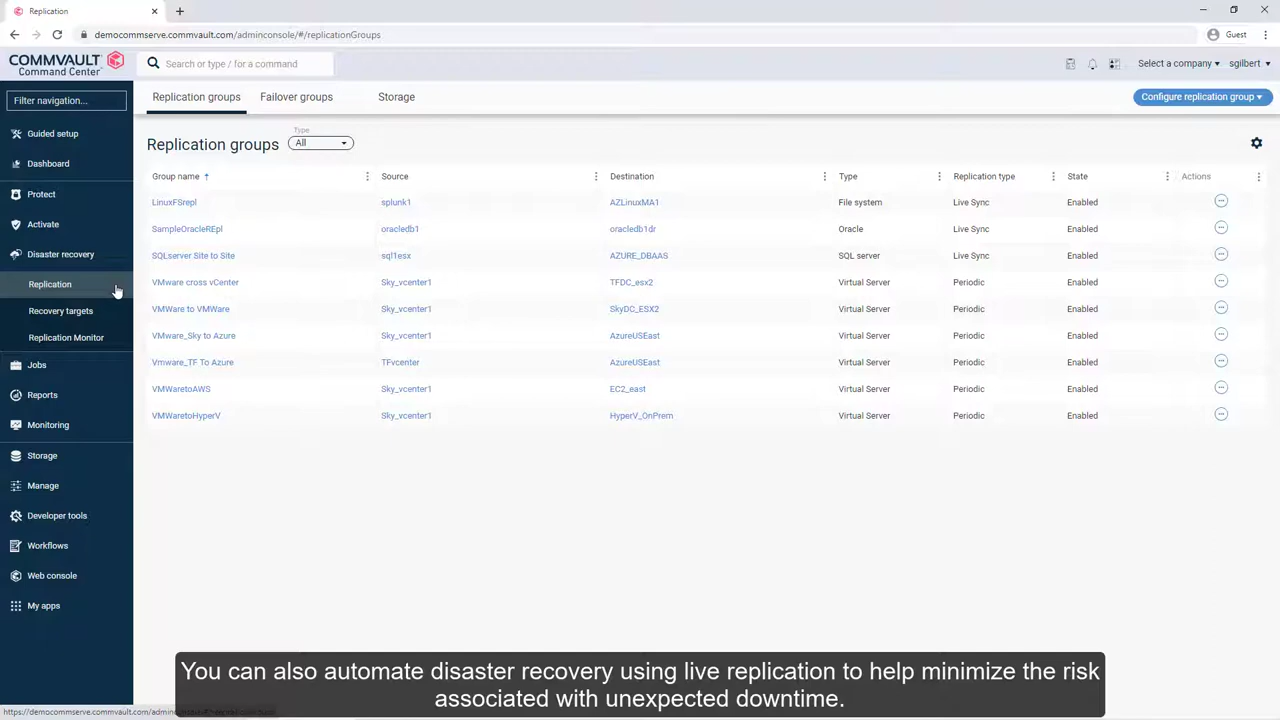 Replication
democommserve.commvault.com/adminconsole/#/replicationGroups
Guest
COMMVAULT
Command Center
Search or type / for a command
Select a company
sgilbert
Filter navigation...
Guided setup
Dashboard
Protect
Activate
Disaster recovery
Replication
Recovery targets
Replication Monitor
Jobs
Reports
Monitoring
Storage
Manage
Developer tools
Workflows
Web console
My apps
Replication groups Failover groups Storage
Configure replication group
Replication groups
Type
All
Group name Source Destination Type Replication type State Actions
LinuxFSrepl splunk1 AZLinuxMA1 File system Live Sync Enabled
SampleOracleREpl oracledb1 oracledb1dr Oracle Live Sync Enabled
SQLserver Site to Site sql1esx AZURE_DBAAS SQL server Live Sync Enabled
VMware cross vCenter Sky_vcenter1 TFDC_esx2 Virtual Server Periodic Enabled
VMWare to VMWare Sky_vcenter1 SkyDC_ESX2 Virtual Server Periodic Enabled
VMware_Sky to Azure Sky_vcenter1 AzureUSEast Virtual Server Periodic Enabled
Vmware_TF To Azure TFvcenter AzureUSEast Virtual Server Periodic Enabled
VMWaretoAWS Sky_vcenter1 EC2_east Virtual Server Periodic Enabled
VMWaretoHyperV Sky_vcenter1 HyperV_OnPrem Virtual Server Periodic Enabled
You can also automate disaster recovery using live replication to help minimize the risk
associated with unexpected downtime.